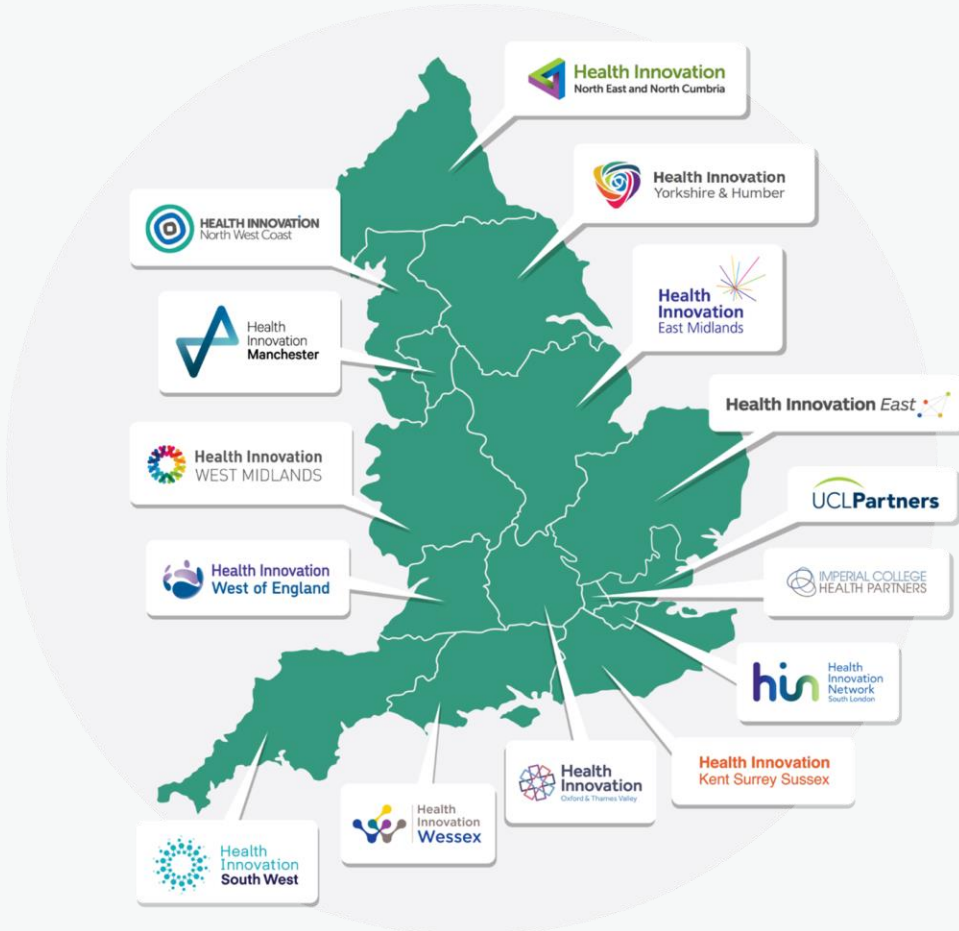 Health Innovation
North East and North Cumbria
Health Innovation
Yorkshire & Humber
HEALTH INNOVATION
North West Coast
Health
Innovation
East Midlands
Health
Innovation
Manchester
Health Innovation East
Health Innovation
WEST MIDLANDS
UCLPartners
Health Innovation
West of England
IMPERIAL COLLEGE
HEALTH PARTNERS
hin
Health
Innovation
Network
South London
Health Innovation
Kent Surrey Sussex
Health
Innovation
Oxford & Thames Valley
Health
Innovation
Wessex
Health
Innovation
South West